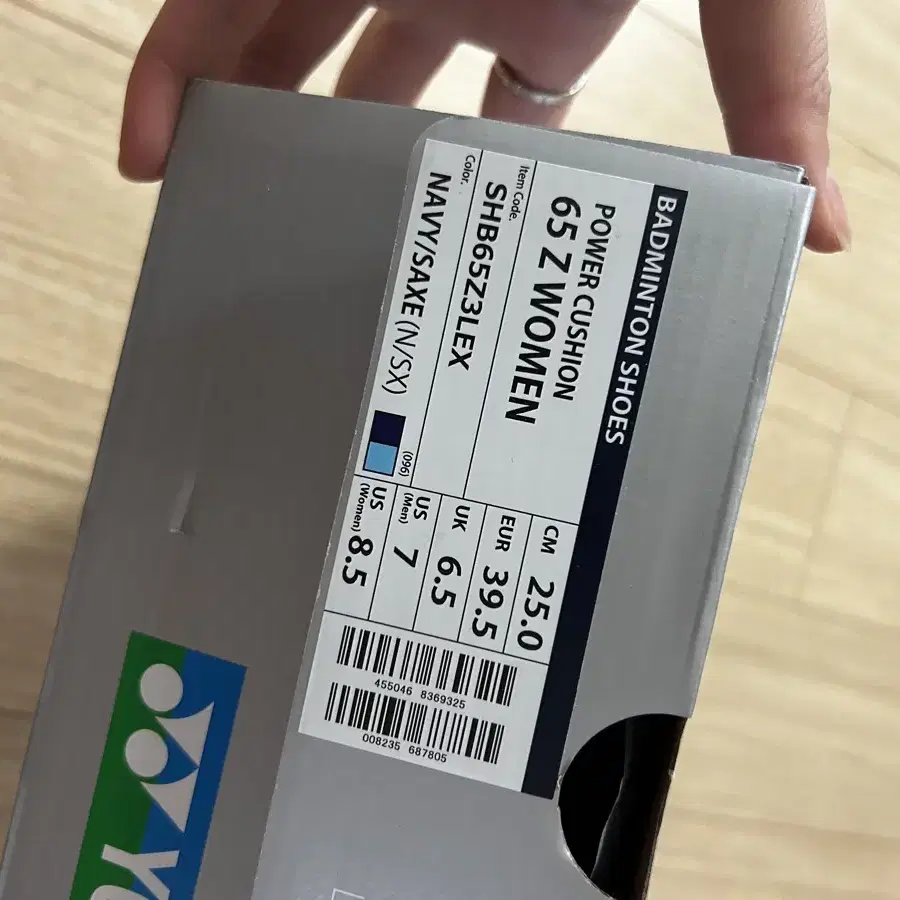 BADMINTON SHOES
POWER CUSHION
65 Z WOMEN
Item Code.
SHB65Z3LEX
Color.
NAVY/SAXE (N/SX)
(096)
CM 25.0
EUR 39.5
UK 6.5
US (Men) 7
US (Women) 8.5
455046 8369325
008235 687805